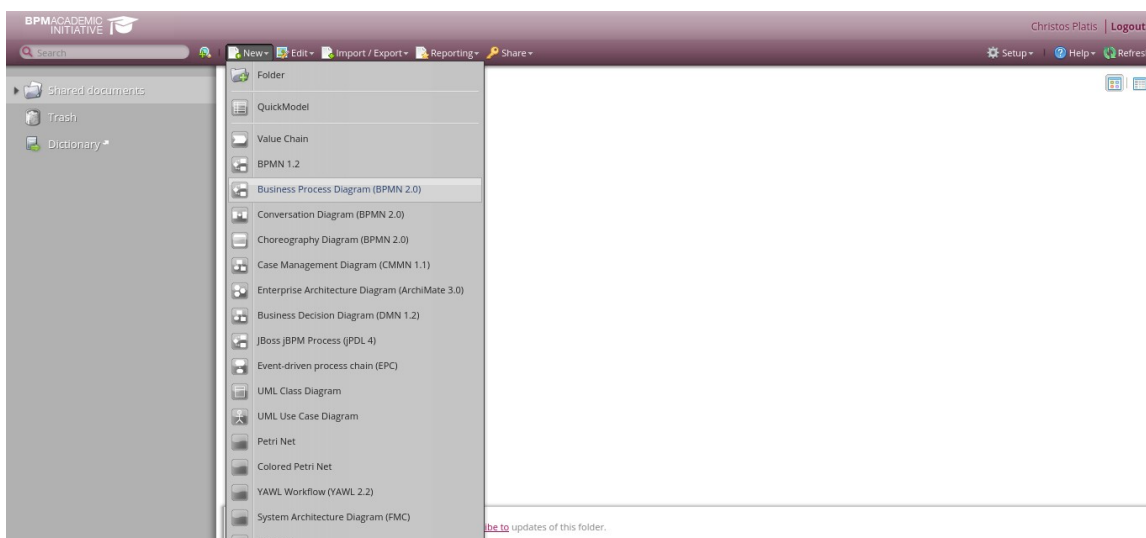 BPMACADEMIC
INITIATIVE
Christos Platis | Logout
Search
New Edit Import / Export Reporting Share
Setup Help Refres
Folder
Shared documents
QuickModel
Trash
Value Chain
Dictionary
BPMN 1.2
Business Process Diagram (BPMN 2.0)
Conversation Diagram (BPMN 2.0)
Choreography Diagram (BPMN 2.0)
Case Management Diagram (CMMN 1.1)
Enterprise Architecture Diagram (ArchiMate 3.0)
Business Decision Diagram (DMN 1.2)
JBoss jBPM Process (jPDL 4)
Event-driven process chain (EPC)
UML Class Diagram
UML Use Case Diagram
Petri Net
Colored Petri Net
YAWL Workflow (YAWL 2.2)
System Architecture Diagram (FMC)
ibe to updates of this folder.